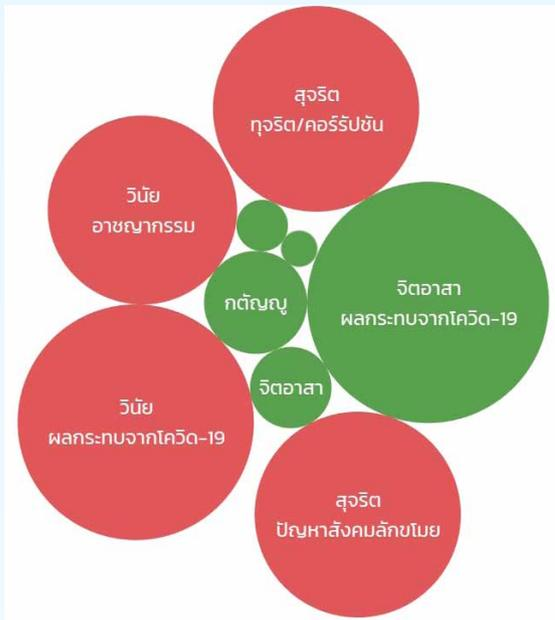 สุจริต
ทุจริต/คอร์รัปชัน
วินัย
อาชญากรรม
กตัญญู
จิตอาสา
ผลกระทบจากโควิด-19
จิตอาสา
วินัย
ผลกระทบจากโควิด-19
สุจริต
ปัญหาสังคมลักขโมย